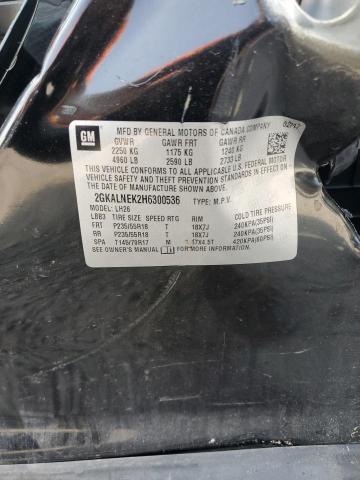 GM
MFD BY GENERAL MOTORS OF CANADA COMPANY
GVWR GAWR FRT GAWR RR
2250 KG 1175 KG 1240 KG
4960 LB 2590 LB 2733 LB
THIS VEHICLE CONFORMS TO ALL APPLICABLE
U.S. FEDERAL MOTOR VEHICLE SAFETY AND
THEFT PREVENTION STANDARDS IN EFFECT ON
THE DATE OF MANUFACTURE SHOWN ABOVE.
2GKALNEK2H6300536 TYPE: M.P.V.
MODEL: LH26
LBB3 TIRE SIZE SPEED RTG RIM COLD TIRE PRESSURE
FRT P235/55R18 T 18X7J 240KPA(35PSI)
RR P235/55R18 T 18X7J 240KPA(35PSI)
SPA T145/70R17 M 17X4.5T 420KPA(60PSI)
SEE OWNER'S MANUAL FOR MORE INFORMATION.